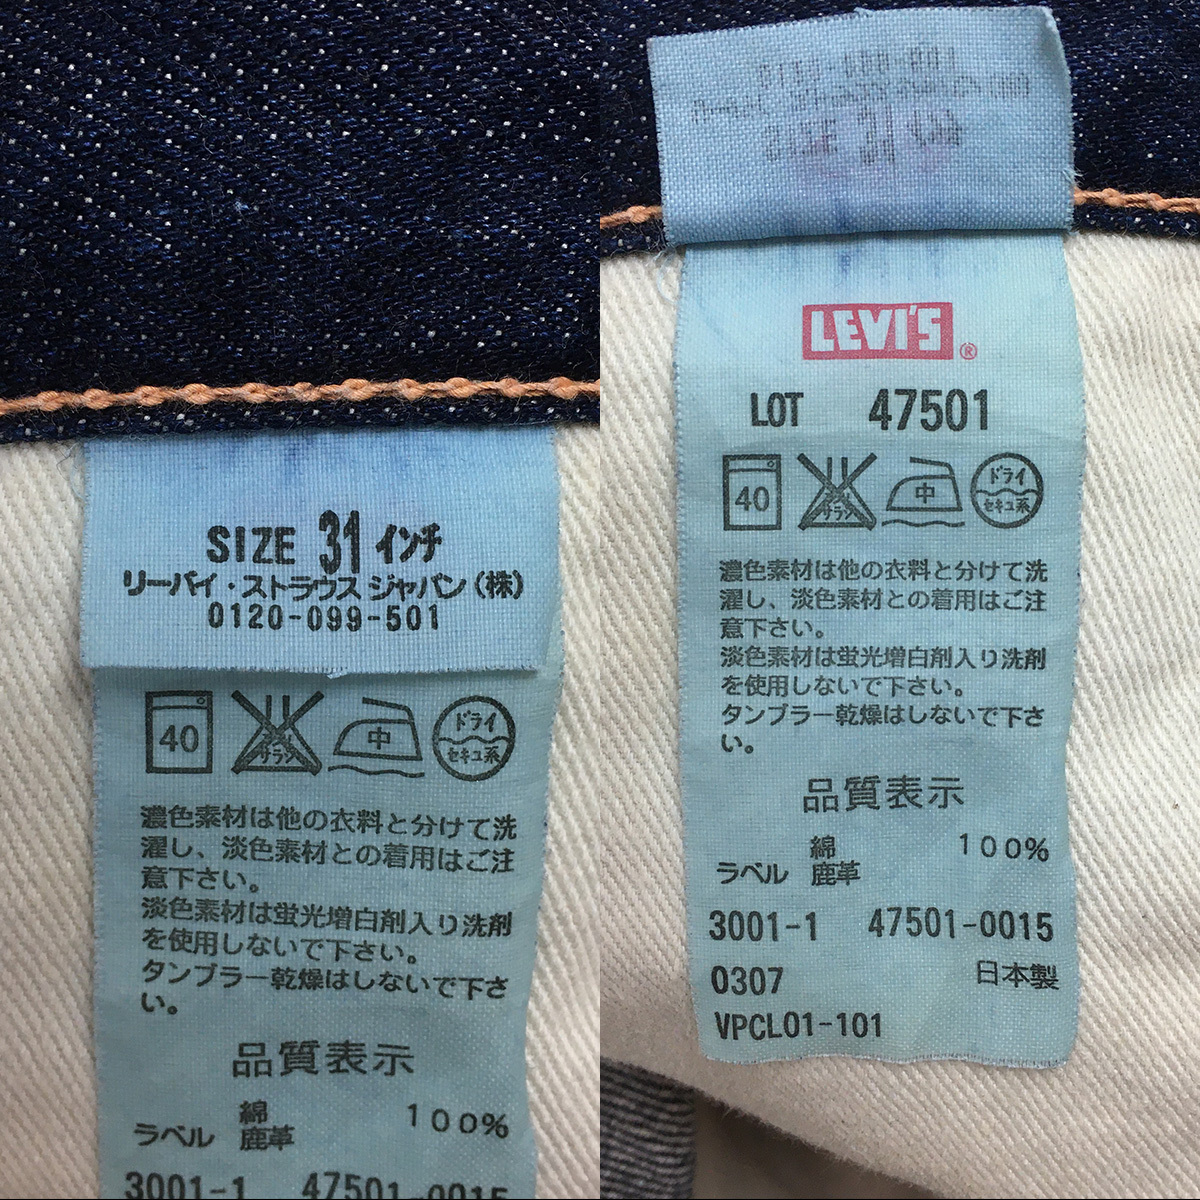 SIZE 31 インチ
リーバイ・ストラウス ジャパン(株)
0120-099-501
40 サラシ 中 ドライ セキユ系
濃色素材は他の衣料と分けて洗
濯し、淡色素材との着用はご注
意下さい。
淡色素材は蛍光増白剤入り洗剤
を使用しないで下さい。
タンブラー乾燥はしないで下さ
い。
品質表示
綿 100%
ラベル 鹿革
3001-1 47501-0015
LEVI'S®
LOT 47501
40 サラシ 中 ドライ セキユ系
濃色素材は他の衣料と分けて洗
濯し、淡色素材との着用はご注
意下さい。
淡色素材は蛍光増白剤入り洗剤
を使用しないで下さい。
タンブラー乾燥はしないで下さ
い。
品質表示
綿 100%
ラベル 鹿革
3001-1 47501-0015
0307 日本製
VPCL01-101